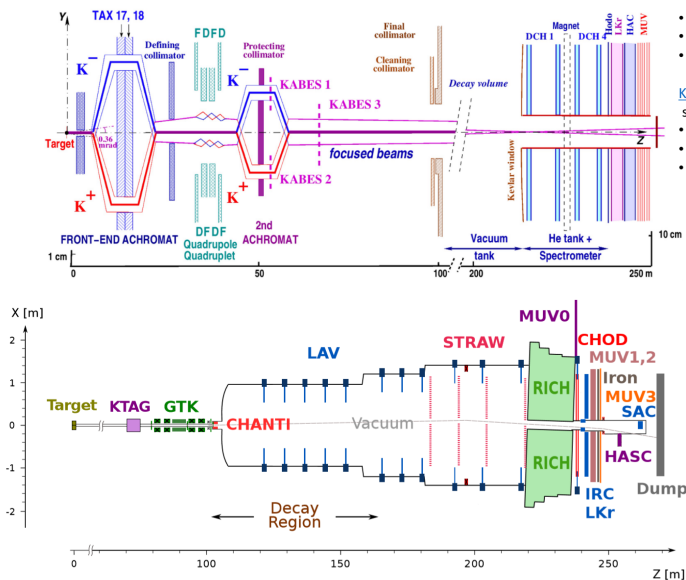 Y
TAX 17, 18
K−
Defining
collimator
FDFD
Protecting
collimator
K−
KABES 1
KABES 3
Final
collimator
Cleaning
collimator
Decay volume
Magnet
DCH 1
DCH 4
Hodo
LKr
HAC
MUV
Target
0.36
mrad
focused beams
Z
Kevlar window
K+
K+
KABES 2
FRONT−END ACHROMAT
DFDF
Quadrupole
Quadruplet
2nd
ACHROMAT
Vacuum
tank
He tank +
Spectrometer
1 cm
10 cm
0
50
100
200
250 m
K
s
X [m]
2
1
0
-1
-2
Target
KTAG
GTK
CHANTI
LAV
Vacuum
STRAW
MUV0
RICH
RICH
CHOD
MUV1,2
Iron
MUV3
SAC
HASC
IRC
LKr
Dump
Decay
Region
0
100
150
200
250
Z [m]